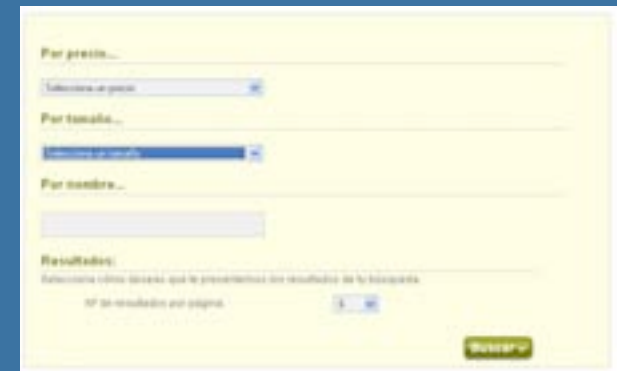 Por precio...
Selecciona un precio
Por tamaño...
Selecciona un tamaño
Por nombre...
Resultados:
Selecciona cómo deseas que te presentemos los resultados de tu búsqueda.
Nº de resultados por página:
Buscar